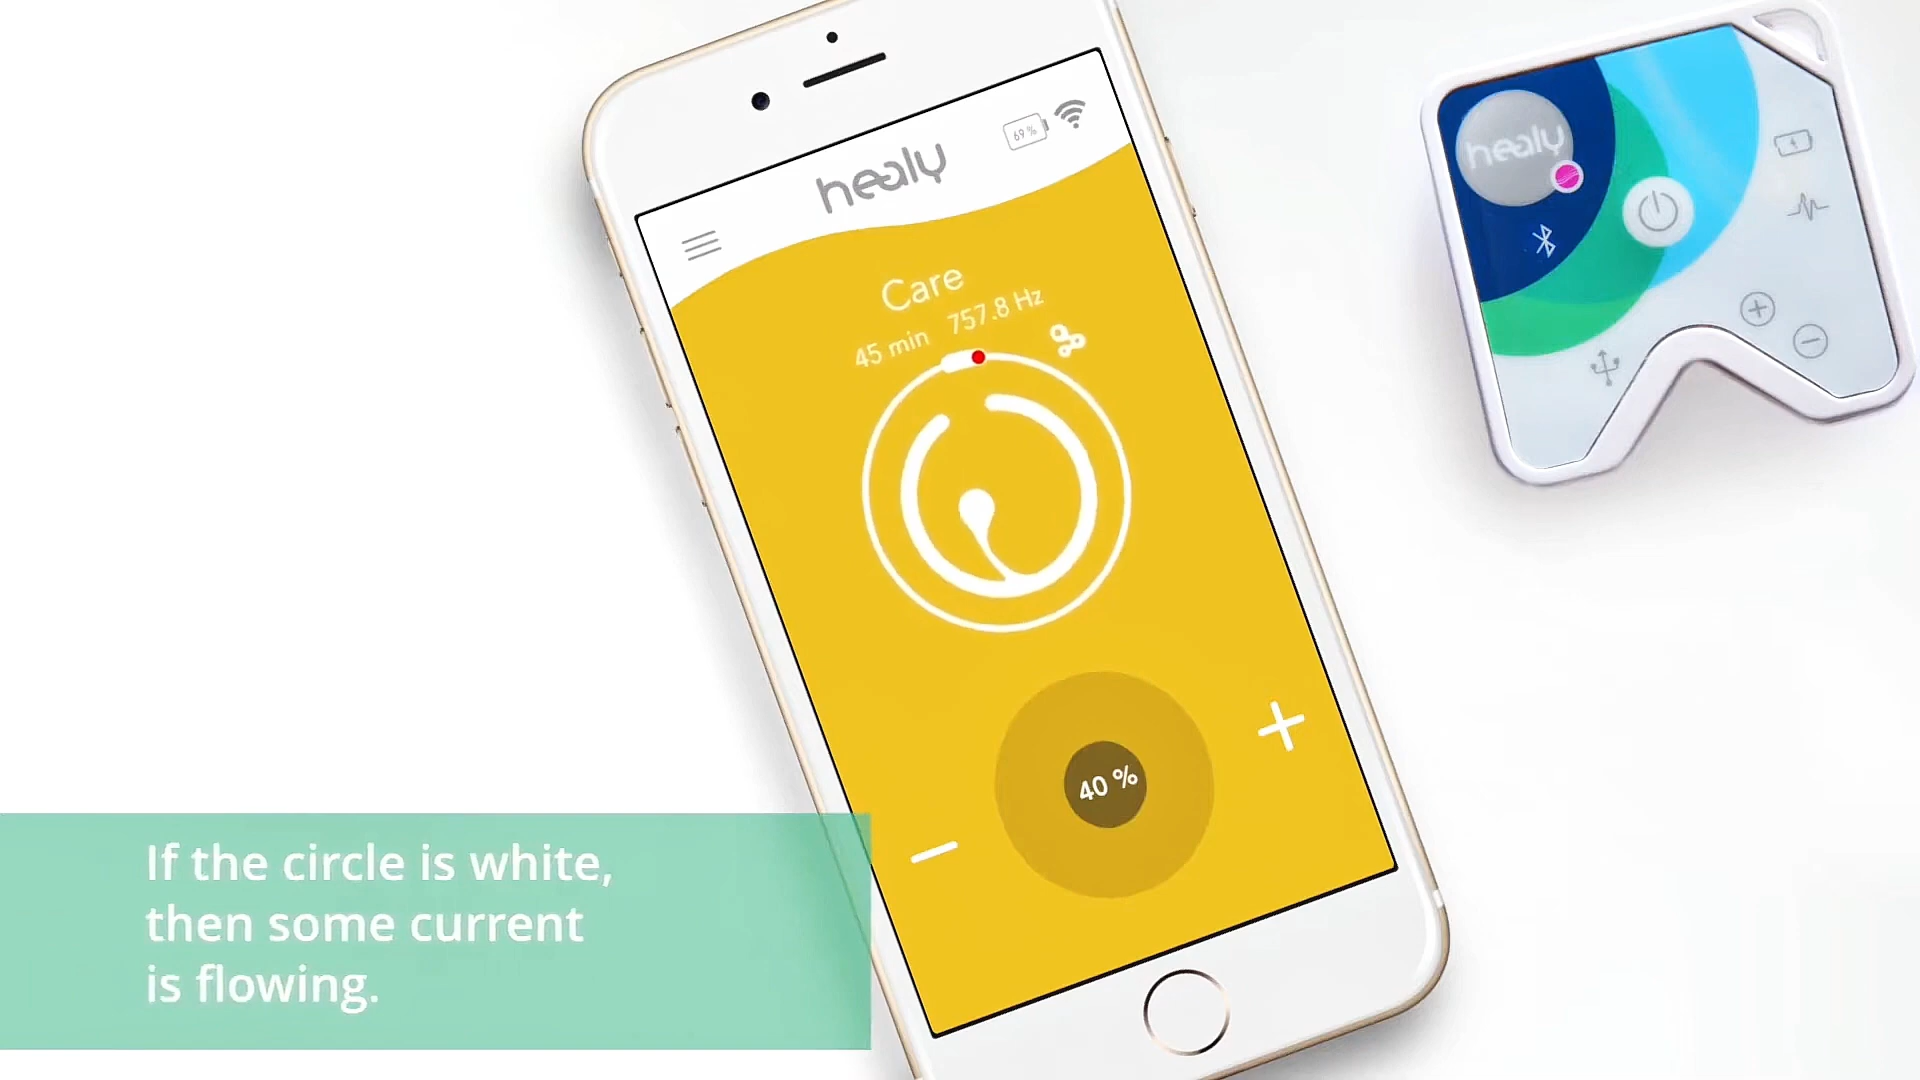 69 %
healy
Care
45 min 757.8 Hz
40 %
healy
If the circle is white,
then some current
is flowing.